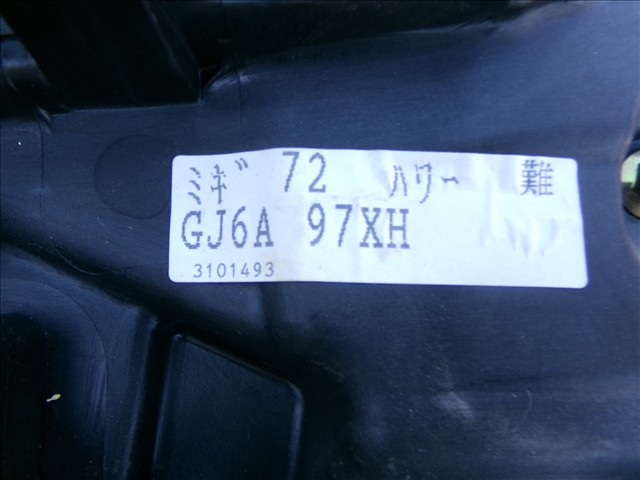 ﾐｷﾞ 72 ﾊﾜｰ 難
GJ6A 97XH
3101493